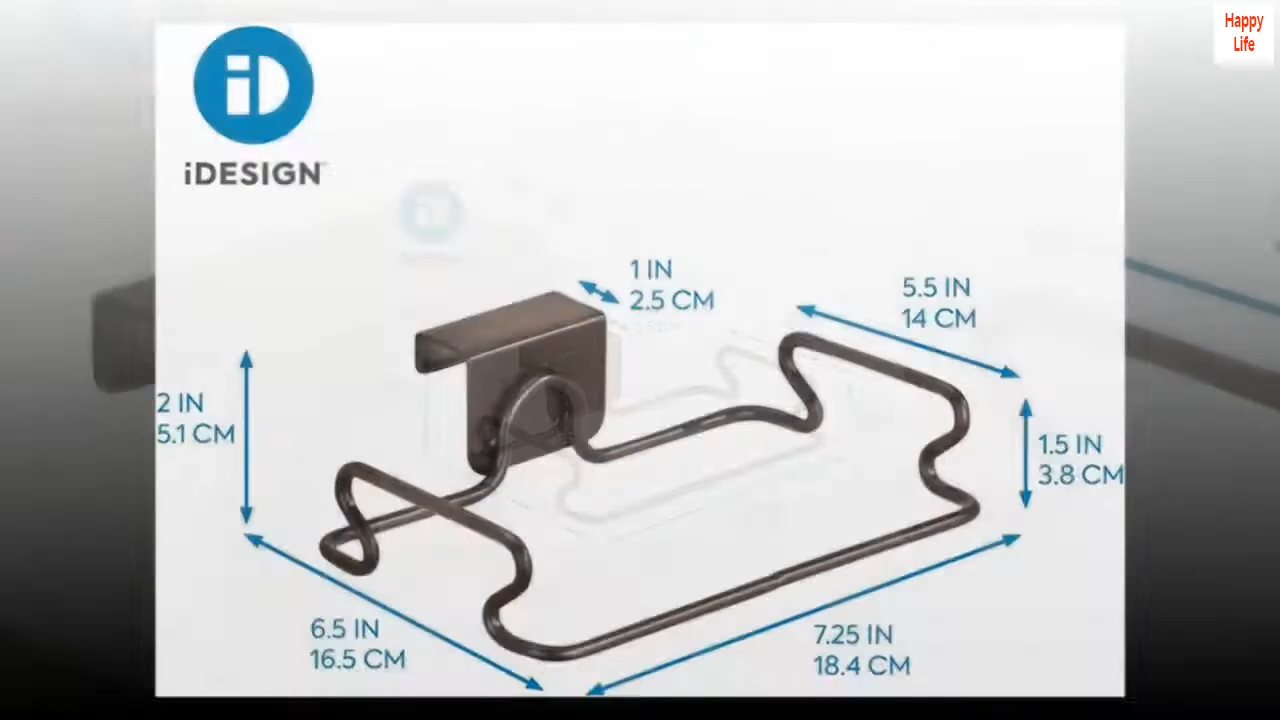 Happy
Life
iD
iDESIGN
1 IN
2.5 CM
5.5 IN
14 CM
2 IN
5.1 CM
1.5 IN
3.8 CM
6.5 IN
16.5 CM
7.25 IN
18.4 CM